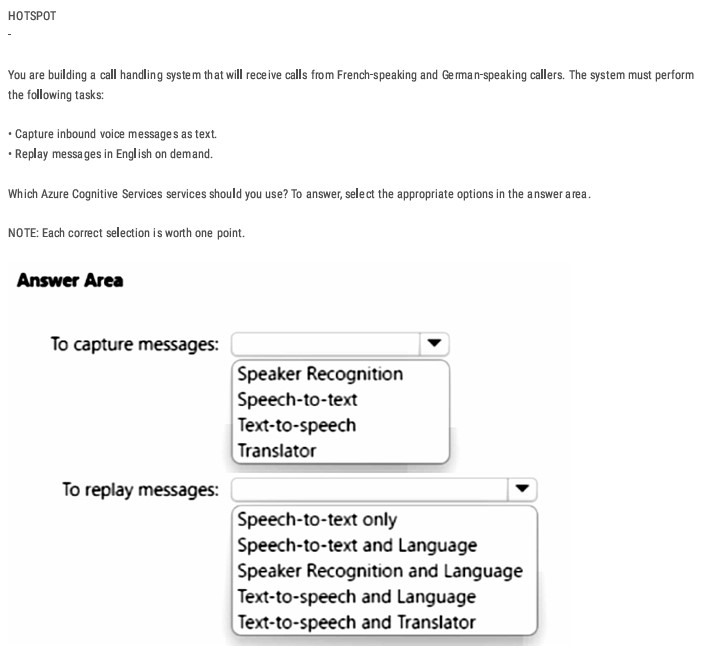 HOTSPOT
-
You are building a call handling system that will receive calls from French-speaking and German-speaking callers. The system must perform
the following tasks:
• Capture inbound voice messages as text.
• Replay messages in English on demand.
Which Azure Cognitive Services services should you use? To answer, select the appropriate options in the answer area.
NOTE: Each correct selection is worth one point.
Answer Area
To capture messages:
Speaker Recognition
Speech-to-text
Text-to-speech
Translator
To replay messages:
Speech-to-text only
Speech-to-text and Language
Speaker Recognition and Language
Text-to-speech and Language
Text-to-speech and Translator